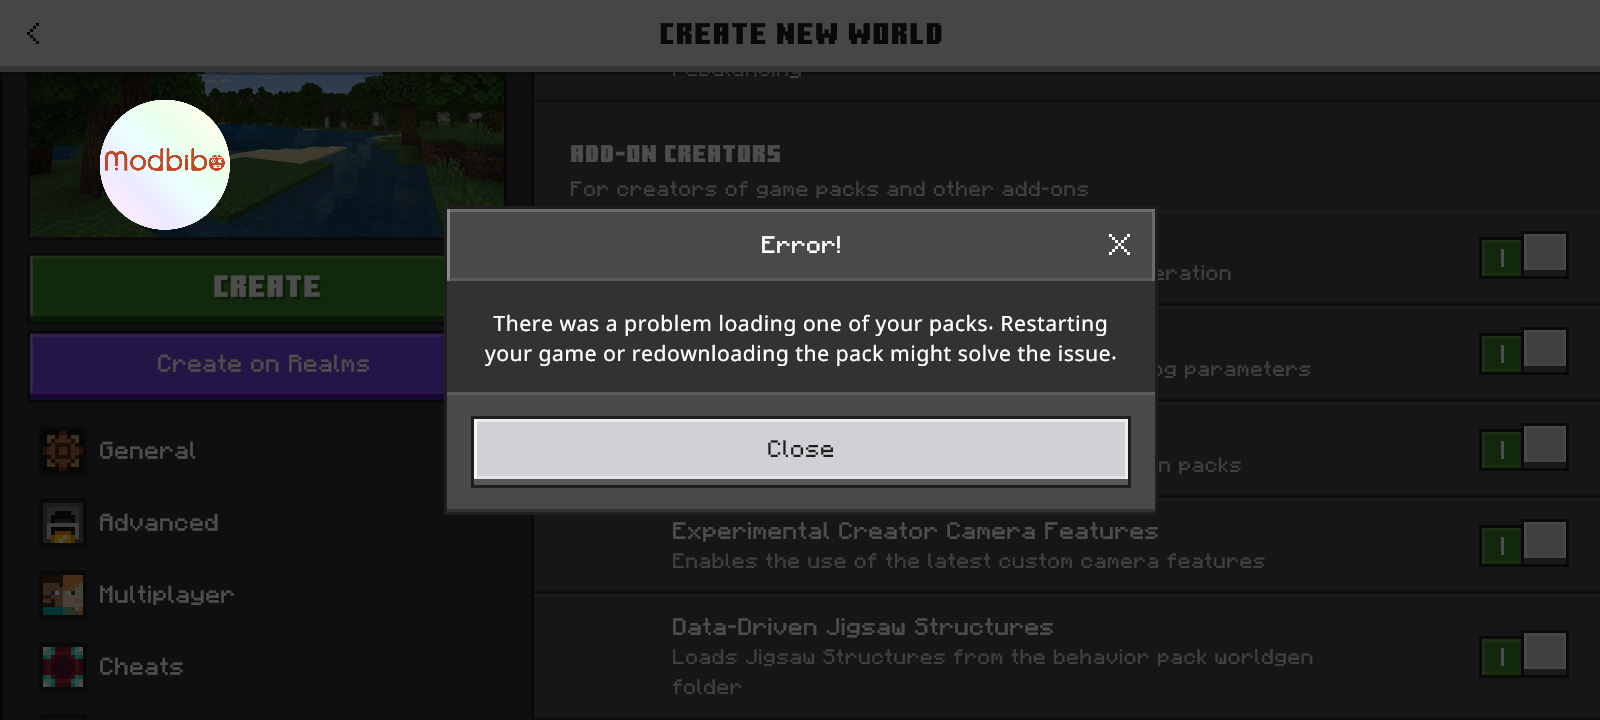 CREATE NEW WORLD
rebalancing
Modbibo
ADD-ON CREATORS
For creators of game packs and other add-ons
Error!
eration
CREATE
There was a problem loading one of your packs. Restarting
your game or redownloading the pack might solve the issue.
Create on Realms
parameters
Close
General
n packs
Advanced
Experimental Creator Camera Features
Enables the use of the latest custom camera features
Multiplayer
Data-Driven Jigsaw Structures
Loads Jigsaw Structures from the behavior pack worldgen
folder
Cheats